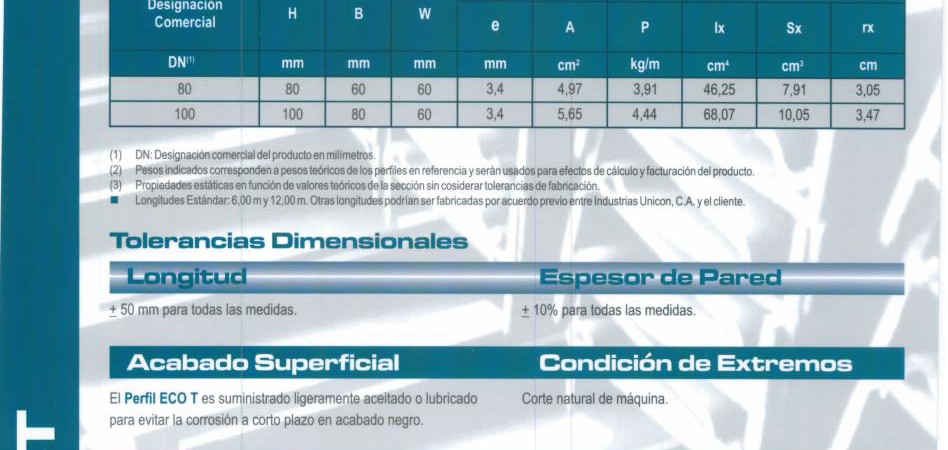 Designación
Comercial H B W e A P Ix Sx rx
DN(1) mm mm mm mm cm² kg/m cm⁴ cm³ cm
80 80 60 60 3,4 4,97 3,91 46,25 7,91 3,05
100 100 80 60 3,4 5,65 4,44 68,07 10,05 3,47
(1) DN: Designación comercial del producto en milímetros.
(2) Pesos indicados corresponden a pesos teóricos de los perfiles en referencia y serán usados para efectos de cálculo y facturación del producto.
(3) Propiedades estáticas en función de valores teóricos de la sección sin cosiderar tolerancias de fabricación.
■ Longitudes Estándar: 6,00 m y 12,00 m. Otras longitudes podrían ser fabricadas por acuerdo previo entre Industrias Unicon, C.A. y el cliente.
Tolerancias Dimensionales
Longitud Espesor de Pared
± 50 mm para todas las medidas. ± 10% para todas las medidas.
Acabado Superficial Condición de Extremos
El Perfil ECO T es suministrado ligeramente aceitado o lubricado Corte natural de máquina.
para evitar la corrosión a corto plazo en acabado negro.
T